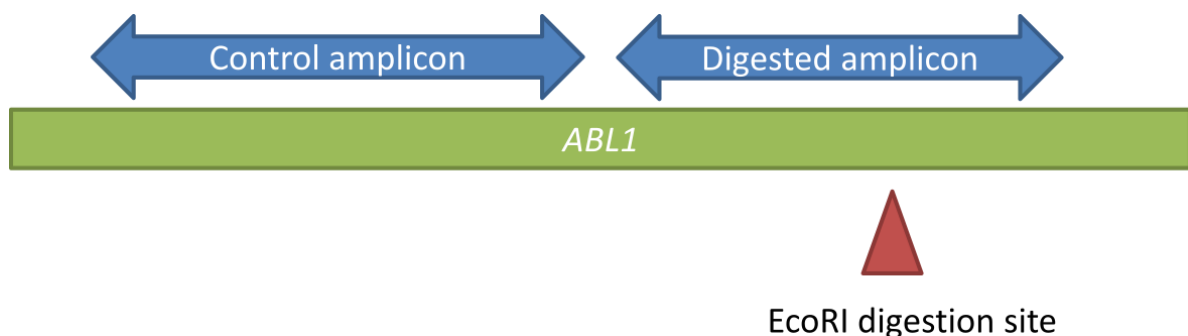 Control amplicon
Digested amplicon
ABL1
EcoRI digestion site